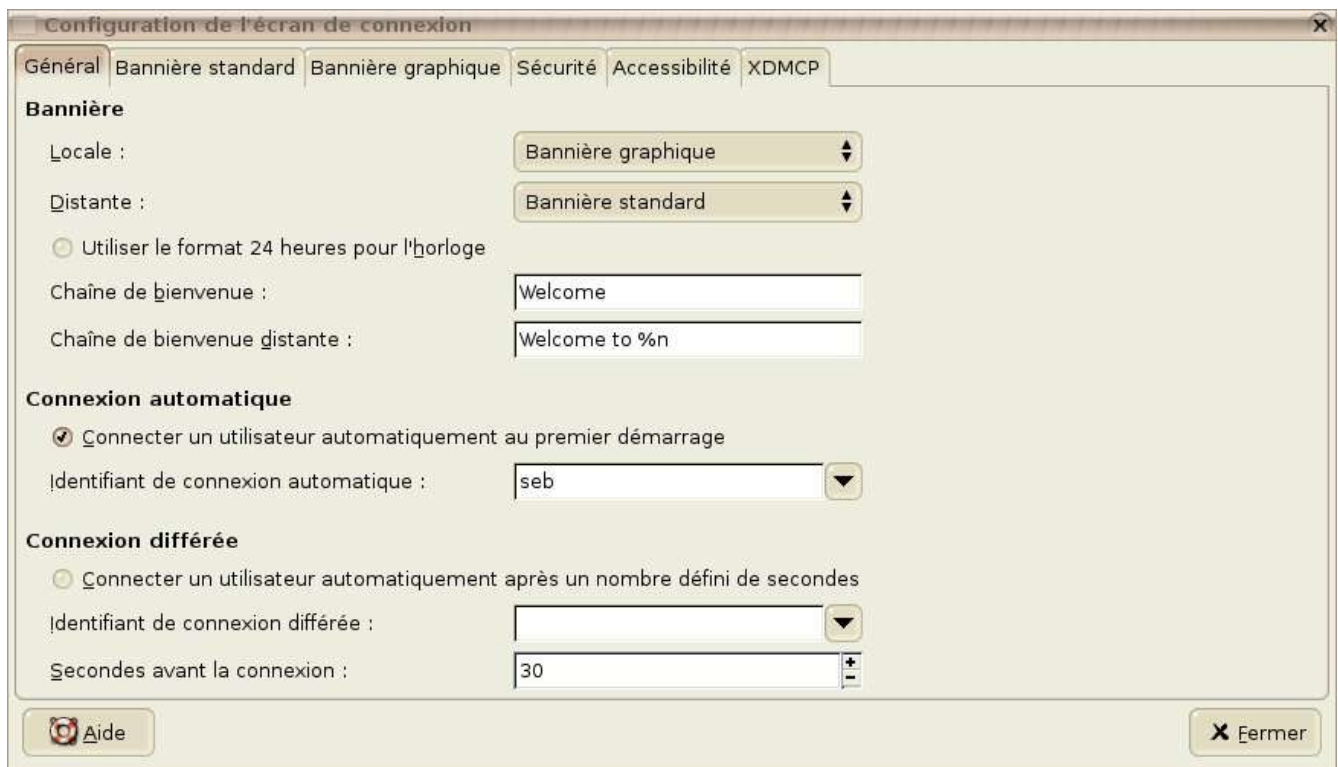 Configuration de l'écran de connexion
Général Bannière standard Bannière graphique Sécurité Accessibilité XDMCP
Bannière
Locale : Bannière graphique
Distante : Bannière standard
Utiliser le format 24 heures pour l'horloge
Chaîne de bienvenue : Welcome
Chaîne de bienvenue distante : Welcome to %n
Connexion automatique
Connecter un utilisateur automatiquement au premier démarrage
Identifiant de connexion automatique : seb
Connexion différée
Connecter un utilisateur automatiquement après un nombre défini de secondes
Identifiant de connexion différée :
Secondes avant la connexion : 30
Aide Fermer